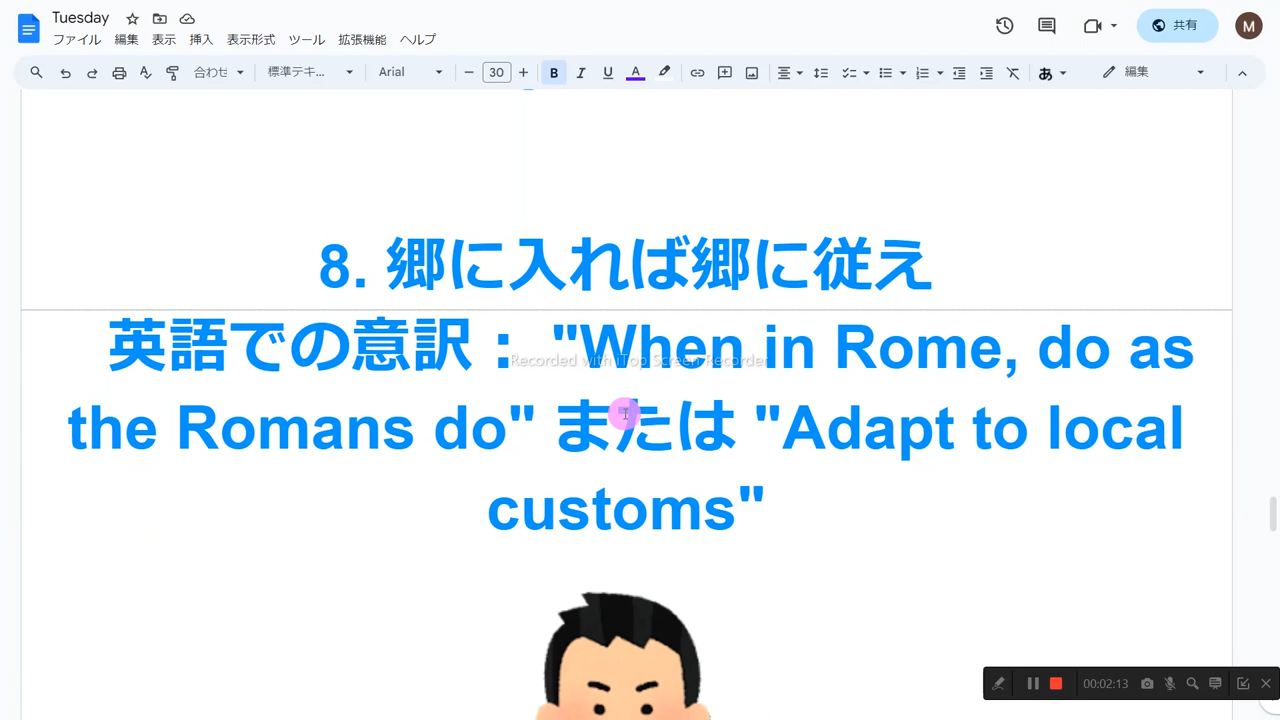 Tuesday
共有
M
ファイル 編集 表示 挿入 表示形式 ツール 拡張機能 ヘルプ
合わせ 標準テキ... Arial 30 B I U A あ 編集
8. 郷に入れば郷に従え
英語での意訳： "When in Rome, do as
Recorded with iTop Screen Recorder
the Romans do" または "Adapt to local
customs"
00:02:13